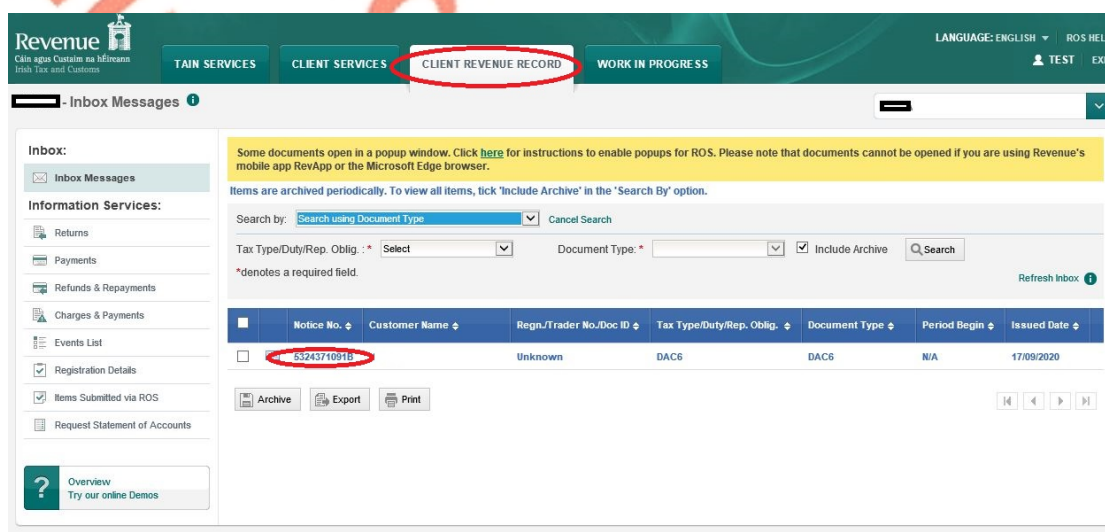 Revenue
Cáin agus Custaim na hÉireann
Irish Tax and Customs
TAIN SERVICES
CLIENT SERVICES
CLIENT REVENUE RECORD
WORK IN PROGRESS
LANGUAGE: ENGLISH
ROS HEL
TEST
EX
- Inbox Messages
Inbox:
Inbox Messages
Information Services:
Returns
Payments
Refunds & Repayments
Charges & Payments
Events List
Registration Details
Items Submitted via ROS
Request Statement of Accounts
? Overview
Try our online Demos
Some documents open in a popup window. Click here for instructions to enable popups for ROS. Please note that documents cannot be opened if you are using Revenue's
mobile app RevApp or the Microsoft Edge browser.
Items are archived periodically. To view all items, tick 'Include Archive' in the 'Search By' option.
Search by: Search using Document Type Cancel Search
Tax Type/Duty/Rep. Oblig. :* Select Document Type: * Include Archive Search
*denotes a required field.
Refresh Inbox
Notice No. Customer Name Regn./Trader No./Doc ID Tax Type/Duty/Rep. Oblig. Document Type Period Begin Issued Date
5324371091B Unknown DAC6 DAC6 N/A 17/09/2020
Archive Export Print